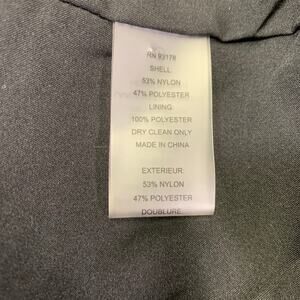 RN 93178
SHELL:
53% NYLON
47% POLYESTER
LINING:
100% POLYESTER
DRY CLEAN ONLY
MADE IN CHINA
EXTERIEUR:
53% NYLON
47% POLYESTER
DOUBLURE: